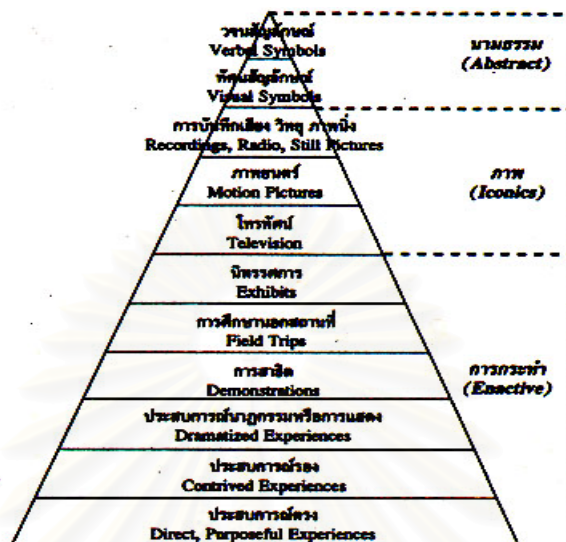 วจนสัญลักษณ์
Verbal Symbols
นามธรรม
(Abstract)
ทัศนสัญลักษณ์
Visual Symbols
การบันทึกเสียง วิทยุ ภาพนิ่ง
Recordings, Radio, Still Pictures
ภาพยนตร์
Motion Pictures
ภาพ
(Iconics)
โทรทัศน์
Television
นิทรรศการ
Exhibits
การศึกษานอกสถานที่
Field Trips
การสาธิต
Demonstrations
การกระทำ
(Enactive)
ประสบการณ์นาฏกรรมหรือการแสดง
Dramatized Experiences
ประสบการณ์รอง
Contrived Experiences
ประสบการณ์ตรง
Direct, Purposeful Experiences